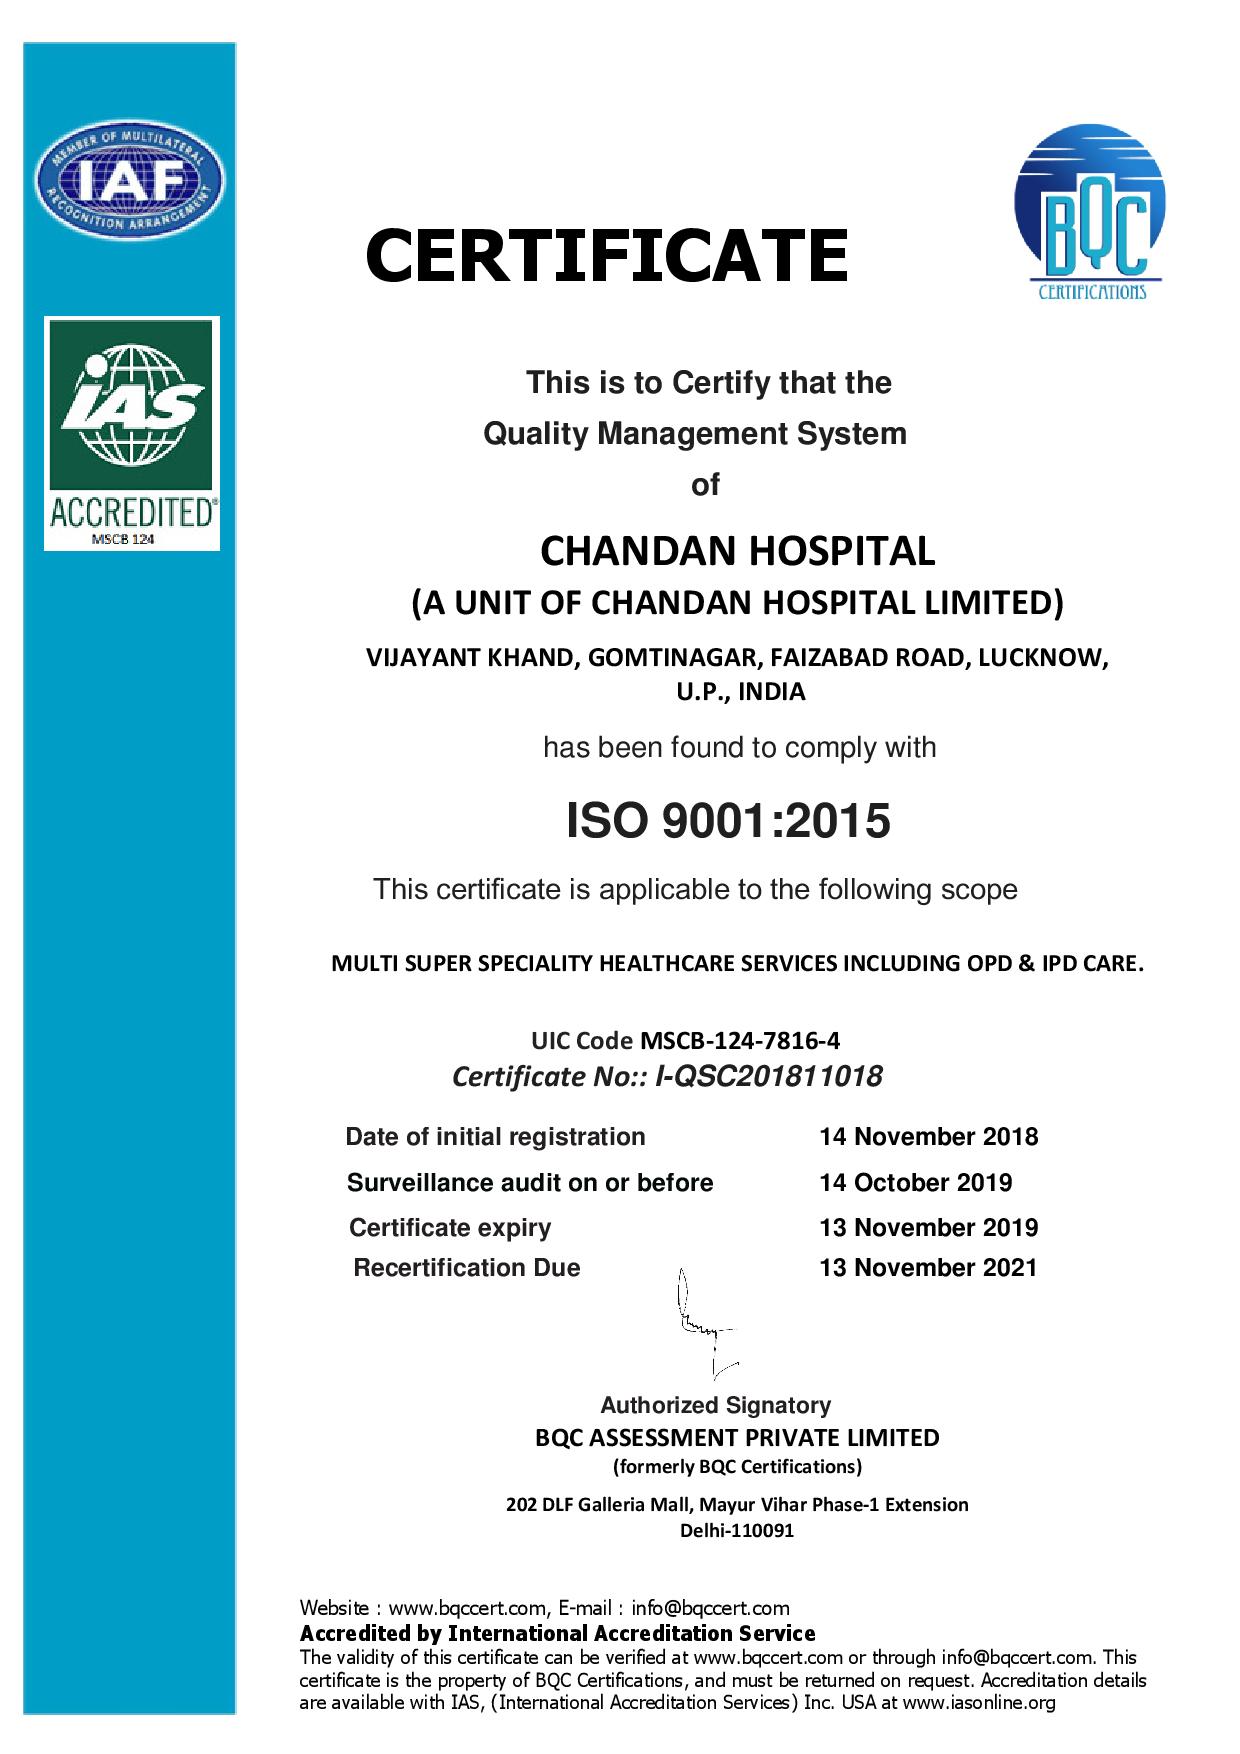 MEMBER OF MULTILATERAL
IAF
RECOGNITION ARRANGEMENT
BQC
CERTIFICATIONS
CERTIFICATE
IAS
ACCREDITED®
MSCB 124
This is to Certify that the
Quality Management System
of
CHANDAN HOSPITAL
(A UNIT OF CHANDAN HOSPITAL LIMITED)
VIJAYANT KHAND, GOMTINAGAR, FAIZABAD ROAD, LUCKNOW,
U.P., INDIA
has been found to comply with
ISO 9001:2015
This certificate is applicable to the following scope
MULTI SUPER SPECIALITY HEALTHCARE SERVICES INCLUDING OPD & IPD CARE.
UIC Code MSCB-124-7816-4
Certificate No:: I-QSC201811018
Date of initial registration 14 November 2018
Surveillance audit on or before 14 October 2019
Certificate expiry 13 November 2019
Recertification Due 13 November 2021
Authorized Signatory
BQC ASSESSMENT PRIVATE LIMITED
(formerly BQC Certifications)
202 DLF Galleria Mall, Mayur Vihar Phase-1 Extension
Delhi-110091
Website : www.bqccert.com, E-mail : info@bqccert.com
Accredited by International Accreditation Service
The validity of this certificate can be verified at www.bqccert.com or through info@bqccert.com. This
certificate is the property of BQC Certifications, and must be returned on request. Accreditation details
are available with IAS, (International Accreditation Services) Inc. USA at www.iasonline.org